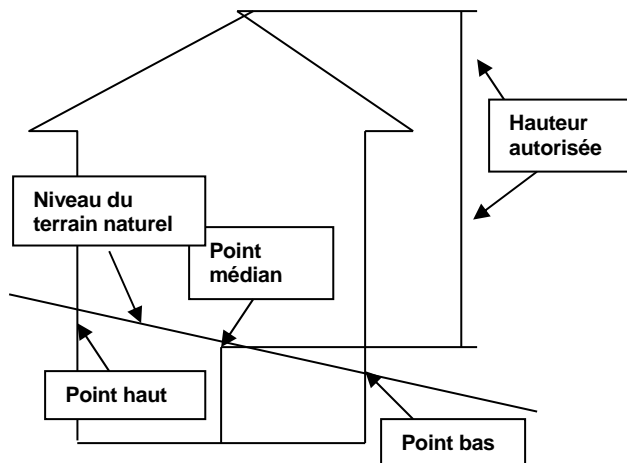 Hauteur
autorisée
Niveau du
terrain naturel
Point
médian
Point haut
Point bas